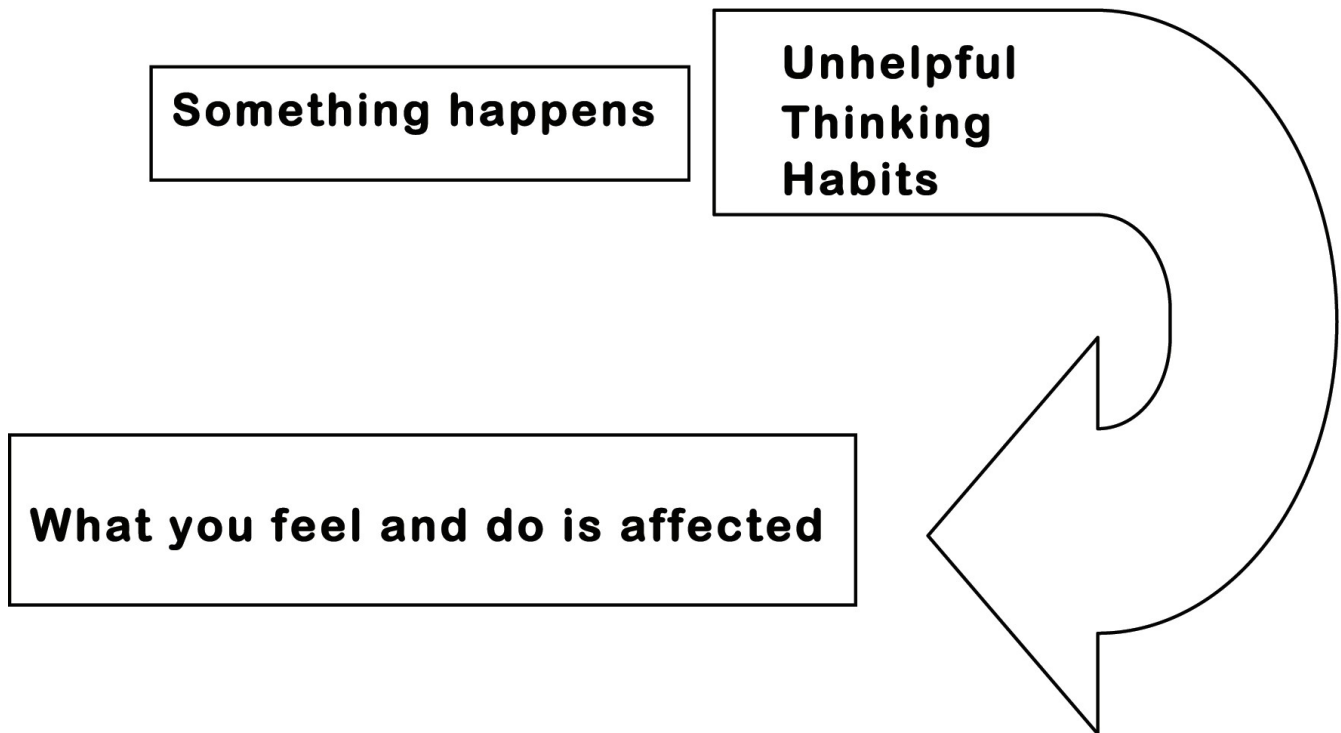 Something happens
Unhelpful
Thinking
Habits
What you feel and do is affected